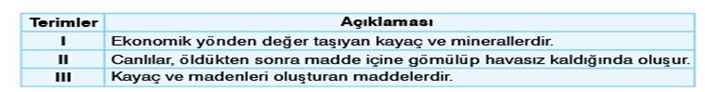 Terimler Açıklaması
I Ekonomik yönden değer taşıyan kayaç ve minerallerdir.
II Canlılar, öldükten sonra madde içine gömülüp havasız kaldığında oluşur.
III Kayaç ve madenleri oluşturan maddelerdir.